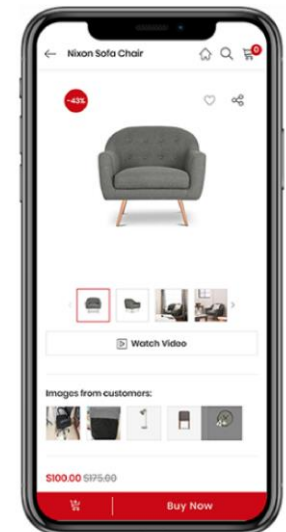 Nixon Sofa Chair
0
-43%
Watch Video
Images from customers:
$100.00 $175.00
Buy Now